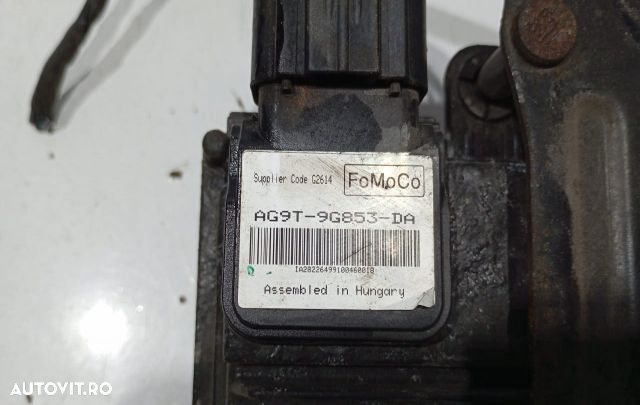 Supplier Code G2614
FoMoCo
AG9T-9G853-DA
IA28226499100460018
Assembled in Hungary
AUTOVIT.RO